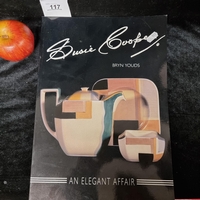 117
Susie Cooper
BRYN YOUDS
AN ELEGANT AFFAIR